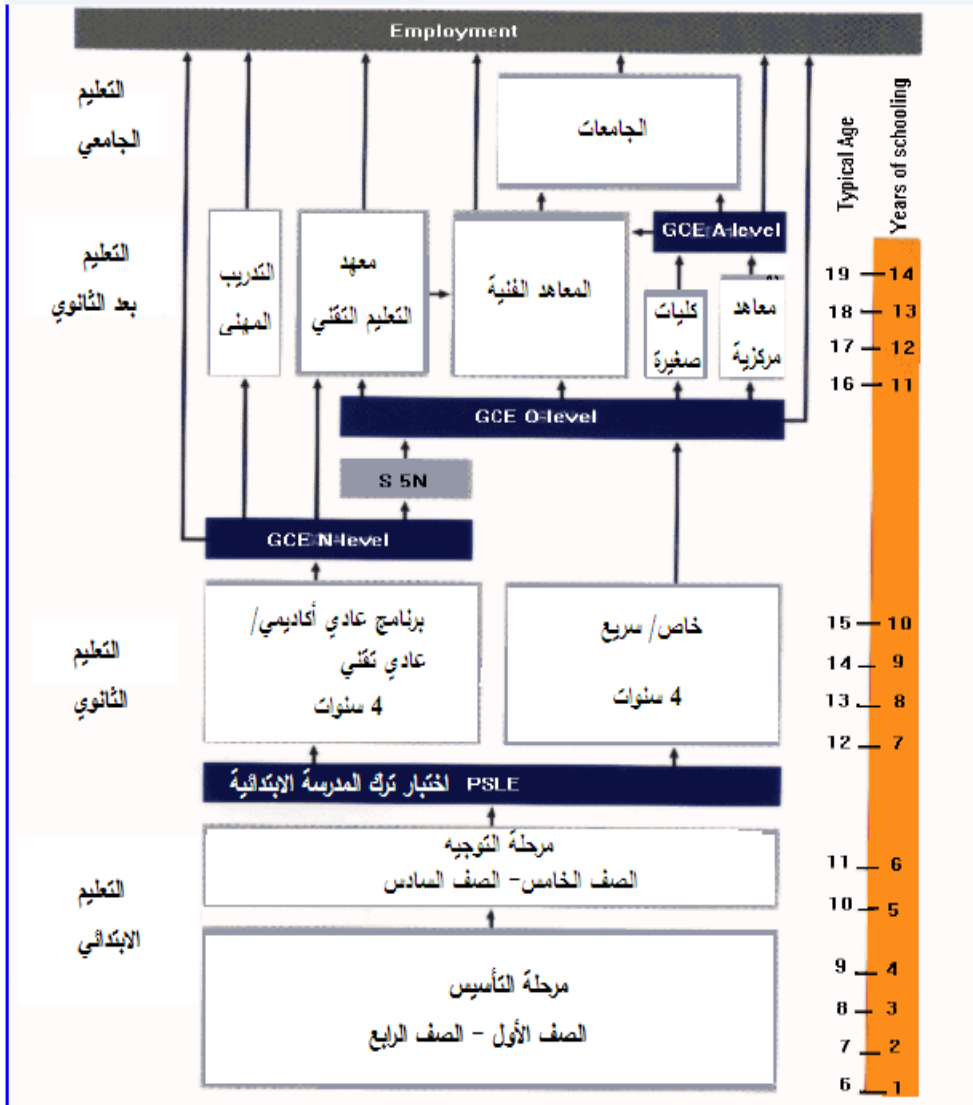 Employment
التعليم
الجامعي
الجامعات
Typical Age
Years of schooling
GCE A-level
التعليم
بعد الثانوي
التدريب
المهنى
معهد
التعليم التقني
المعاهد الفنية
كليات
صغيرة
معاهد
مركزية
19 14
18 13
17 12
16 11
GCE O-level
S 5N
GCE N-level
التعليم
الثانوي
برنامج عادي أكاديمي/
عادي تقني
4 سنوات
خاص/ سريع
4 سنوات
15 10
14 9
13 8
12 7
PSLE اختبار ترك المدرسة الابتدائية
التعليم
الابتدائي
مرحلة التوجيه
الصف الخامس- الصف السادس
11 6
10 5
مرحلة التأسيس
الصف الأول - الصف الرابع
9 4
8 3
7 2
6 1